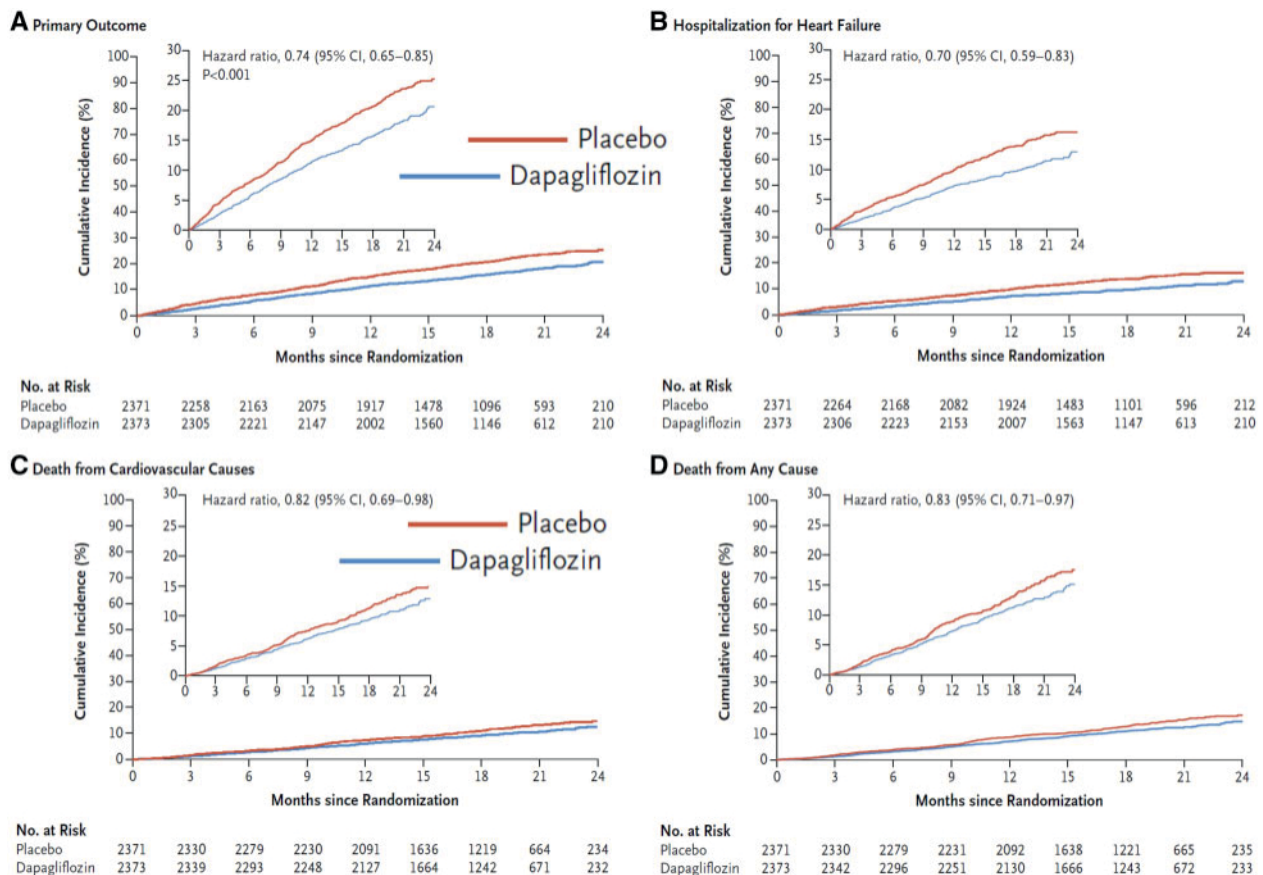 A Primary Outcome
Hazard ratio, 0.74 (95% CI, 0.65–0.85)
P<0.001
Placebo
Dapagliflozin
Cumulative Incidence (%)
100
90
80
70
60
50
40
30
20
10
0
30
25
20
15
10
5
0
0 3 6 9 12 15 18 21 24
0 3 6 9 12 15 18 21 24
Months since Randomization
No. at Risk
Placebo 2371 2258 2163 2075 1917 1478 1096 593 210
Dapagliflozin 2373 2305 2221 2147 2002 1560 1146 612 210
B Hospitalization for Heart Failure
Hazard ratio, 0.70 (95% CI, 0.59–0.83)
Cumulative Incidence (%)
100
90
80
70
60
50
40
30
20
10
0
30
25
20
15
10
5
0
0 3 6 9 12 15 18 21 24
0 3 6 9 12 15 18 21 24
Months since Randomization
No. at Risk
Placebo 2371 2264 2168 2082 1924 1483 1101 596 212
Dapagliflozin 2373 2306 2223 2153 2007 1563 1147 613 210
C Death from Cardiovascular Causes
Hazard ratio, 0.82 (95% CI, 0.69–0.98)
Placebo
Dapagliflozin
Cumulative Incidence (%)
100
90
80
70
60
50
40
30
20
10
0
30
25
20
15
10
5
0
0 3 6 9 12 15 18 21 24
0 3 6 9 12 15 18 21 24
Months since Randomization
No. at Risk
Placebo 2371 2330 2279 2230 2091 1636 1219 664 234
Dapagliflozin 2373 2339 2293 2248 2127 1664 1242 671 232
D Death from Any Cause
Hazard ratio, 0.83 (95% CI, 0.71–0.97)
Cumulative Incidence (%)
100
90
80
70
60
50
40
30
20
10
0
30
25
20
15
10
5
0
0 3 6 9 12 15 18 21 24
0 3 6 9 12 15 18 21 24
Months since Randomization
No. at Risk
Placebo 2371 2330 2279 2231 2092 1638 1221 665 235
Dapagliflozin 2373 2342 2296 2251 2130 1666 1243 672 233